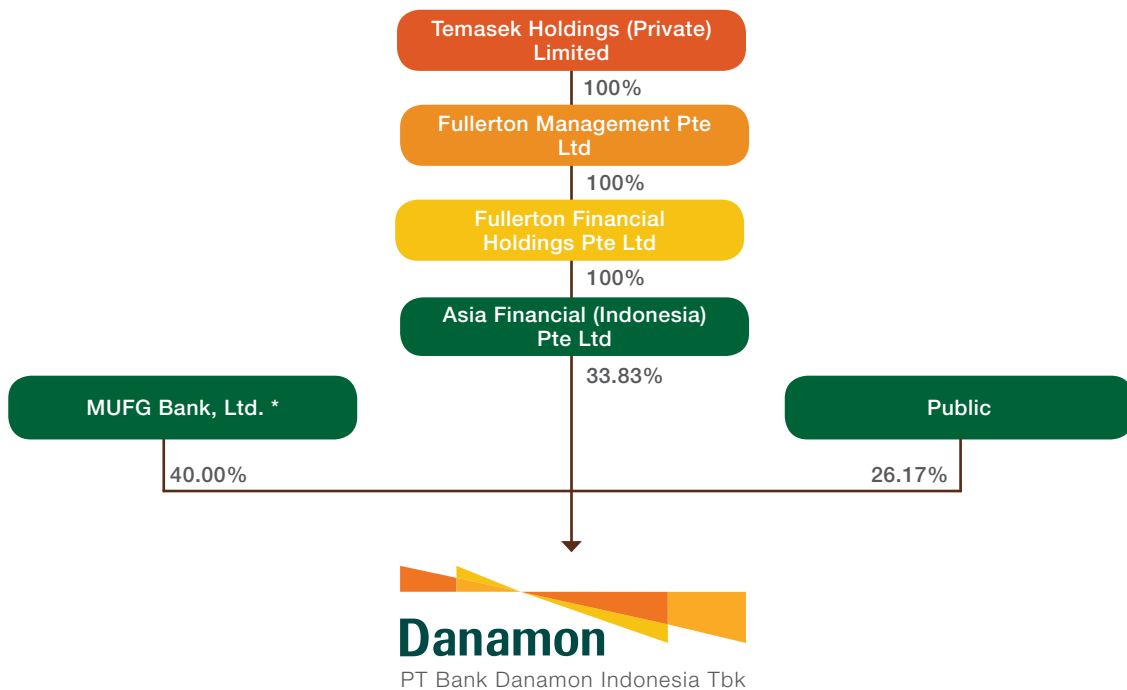 Temasek Holdings (Private)
Limited
100%
Fullerton Management Pte
Ltd
100%
Fullerton Financial
Holdings Pte Ltd
100%
Asia Financial (Indonesia)
Pte Ltd
33.83%
MUFG Bank, Ltd. *
Public
40.00%
26.17%
Danamon
PT Bank Danamon Indonesia Tbk